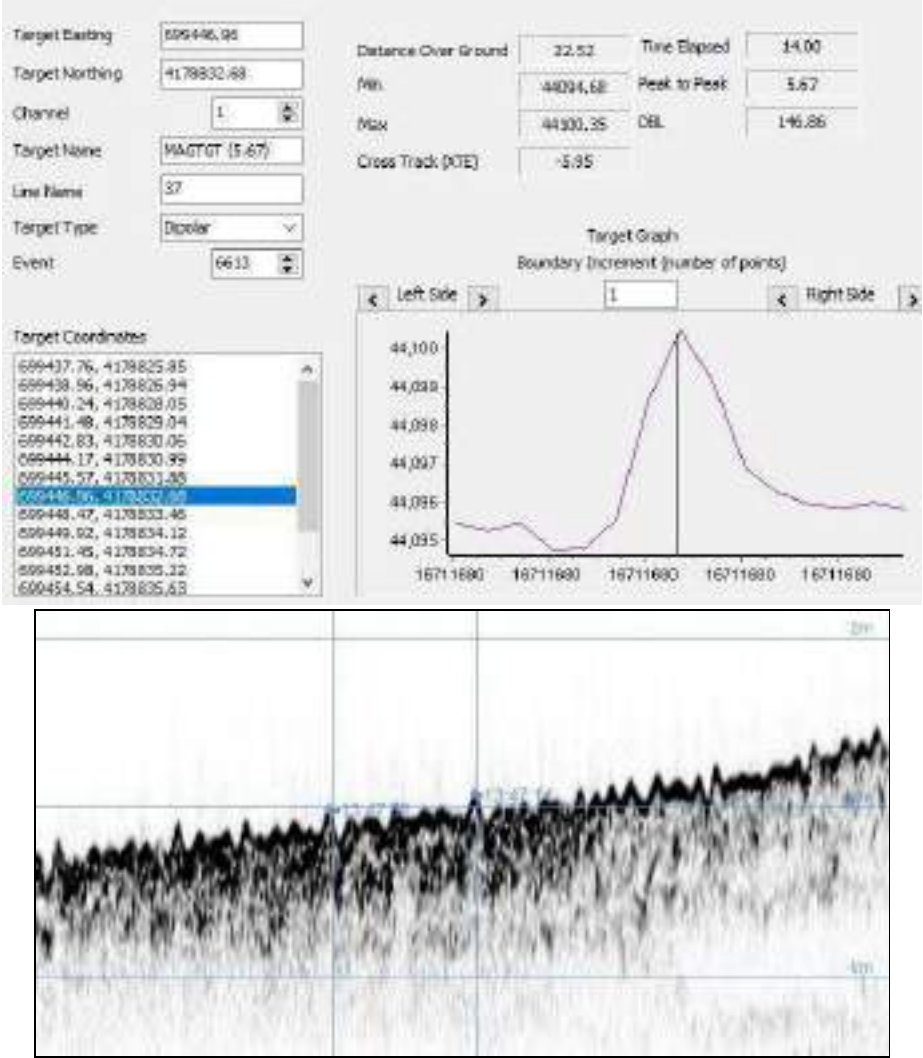 Target Easting 699446.96
Target Northing 4178832.68
Channel 1
Target Name MAGTGT (5.67)
Line Name 37
Target Type Dipolar
Event 6613
Distance Over Ground 22.52 Time Elapsed 14.00
Min 44094.68 Peak to Peak 5.67
Max 44100.35 DBL 146.86
Cross Track (XTE) -5.95
Target Graph
Boundary Increment (number of points)
< Left Side > 1 < Right Side >
Target Coordinates
699437.76, 4178825.85
699438.96, 4178826.94
699440.24, 4178828.05
699441.48, 4178829.04
699442.83, 4178830.06
699444.17, 4178830.99
699445.57, 4178831.88
699446.96, 4178832.68
699448.47, 4178833.46
699449.92, 4178834.12
699451.45, 4178834.72
699452.98, 4178835.22
699454.54, 4178835.63
44,100
44,099
44,098
44,097
44,096
44,095
16711680 16711680 16711680 16711680 16711680